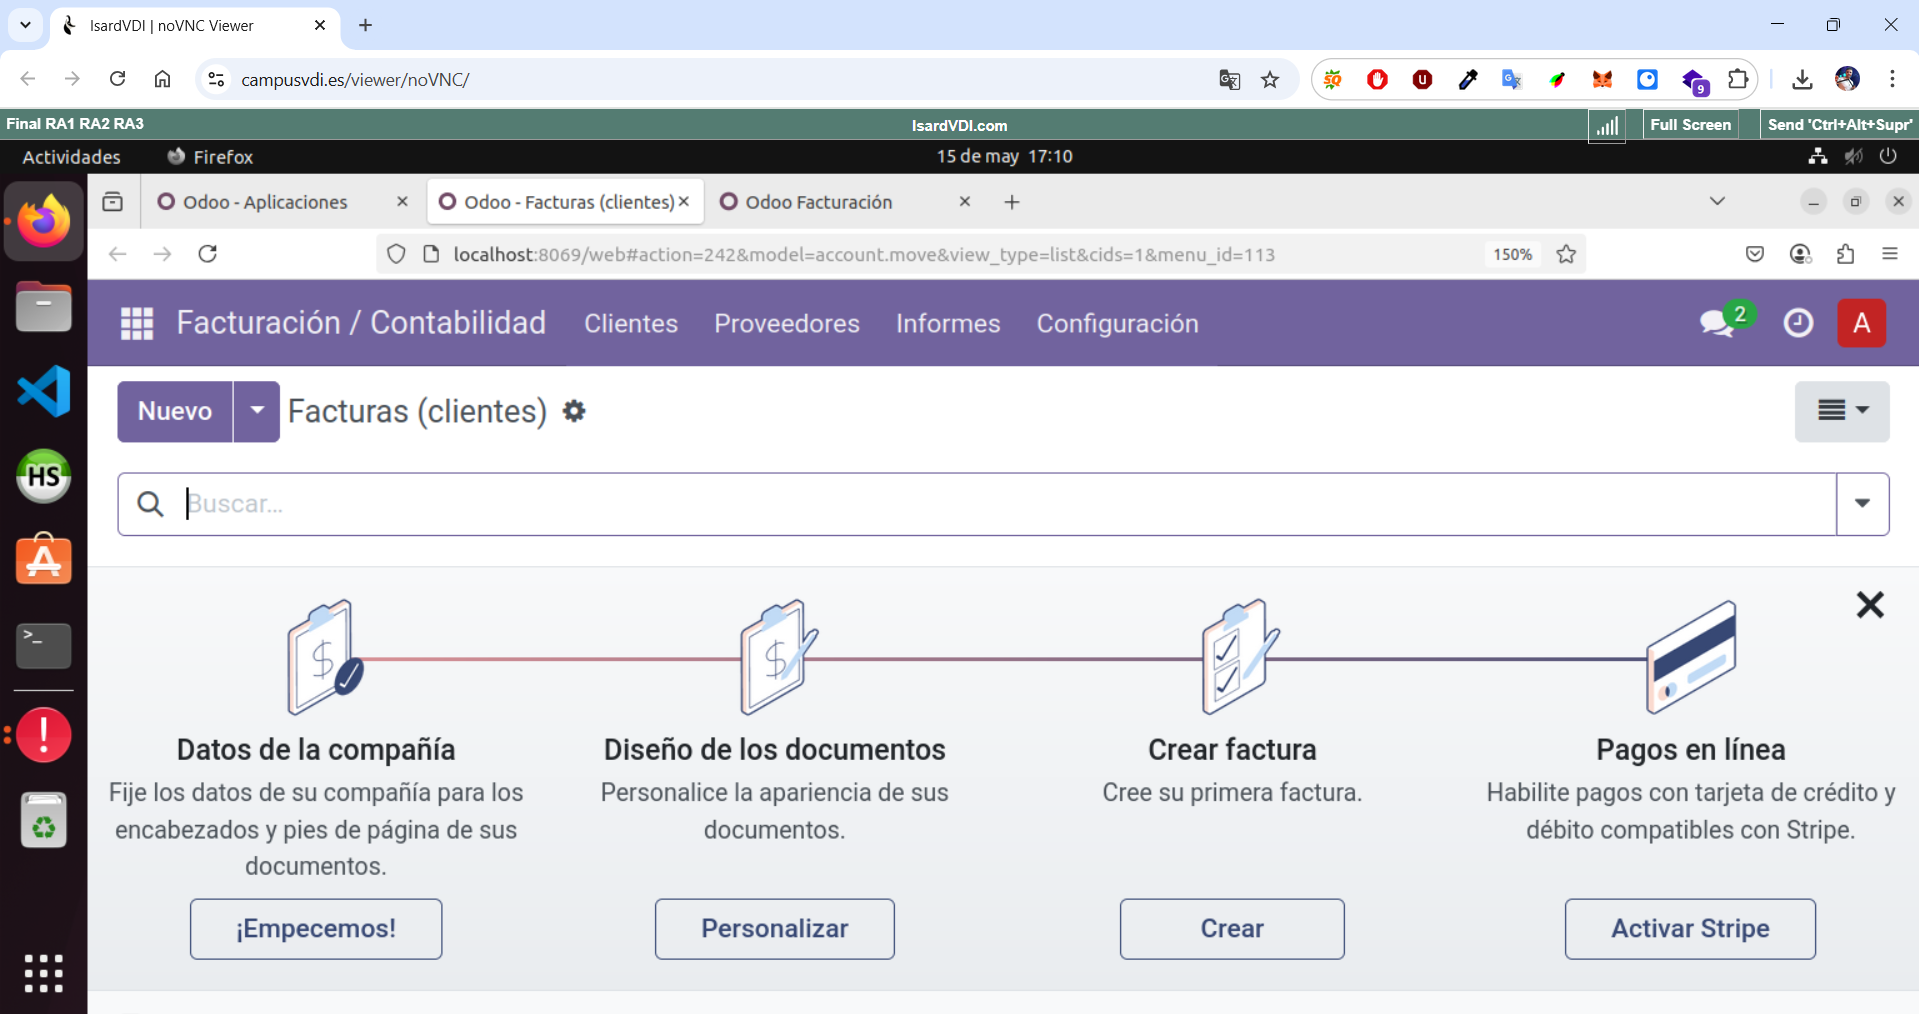 IsardVDI | noVNC Viewer
campusvdi.es/viewer/noVNC/
9
Final RA1 RA2 RA3
IsardVDI.com
Full Screen
Send 'Ctrl+Alt+Supr'
Actividades
Firefox
15 de may 17:10
Odoo - Aplicaciones
Odoo - Facturas (clientes)
Odoo Facturación
localhost:8069/web#action=242&model=account.move&view_type=list&cids=1&menu_id=113
150%
Facturación / Contabilidad
Clientes
Proveedores
Informes
Configuración
2
A
Nuevo
Facturas (clientes)
HS
Buscar...
$
$
Datos de la compañía
Fije los datos de su compañía para los
encabezados y pies de página de sus
documentos.
¡Empecemos!
Diseño de los documentos
Personalice la apariencia de sus
documentos.
Personalizar
Crear factura
Cree su primera factura.
Crear
Pagos en línea
Habilite pagos con tarjeta de crédito y
débito compatibles con Stripe.
Activar Stripe